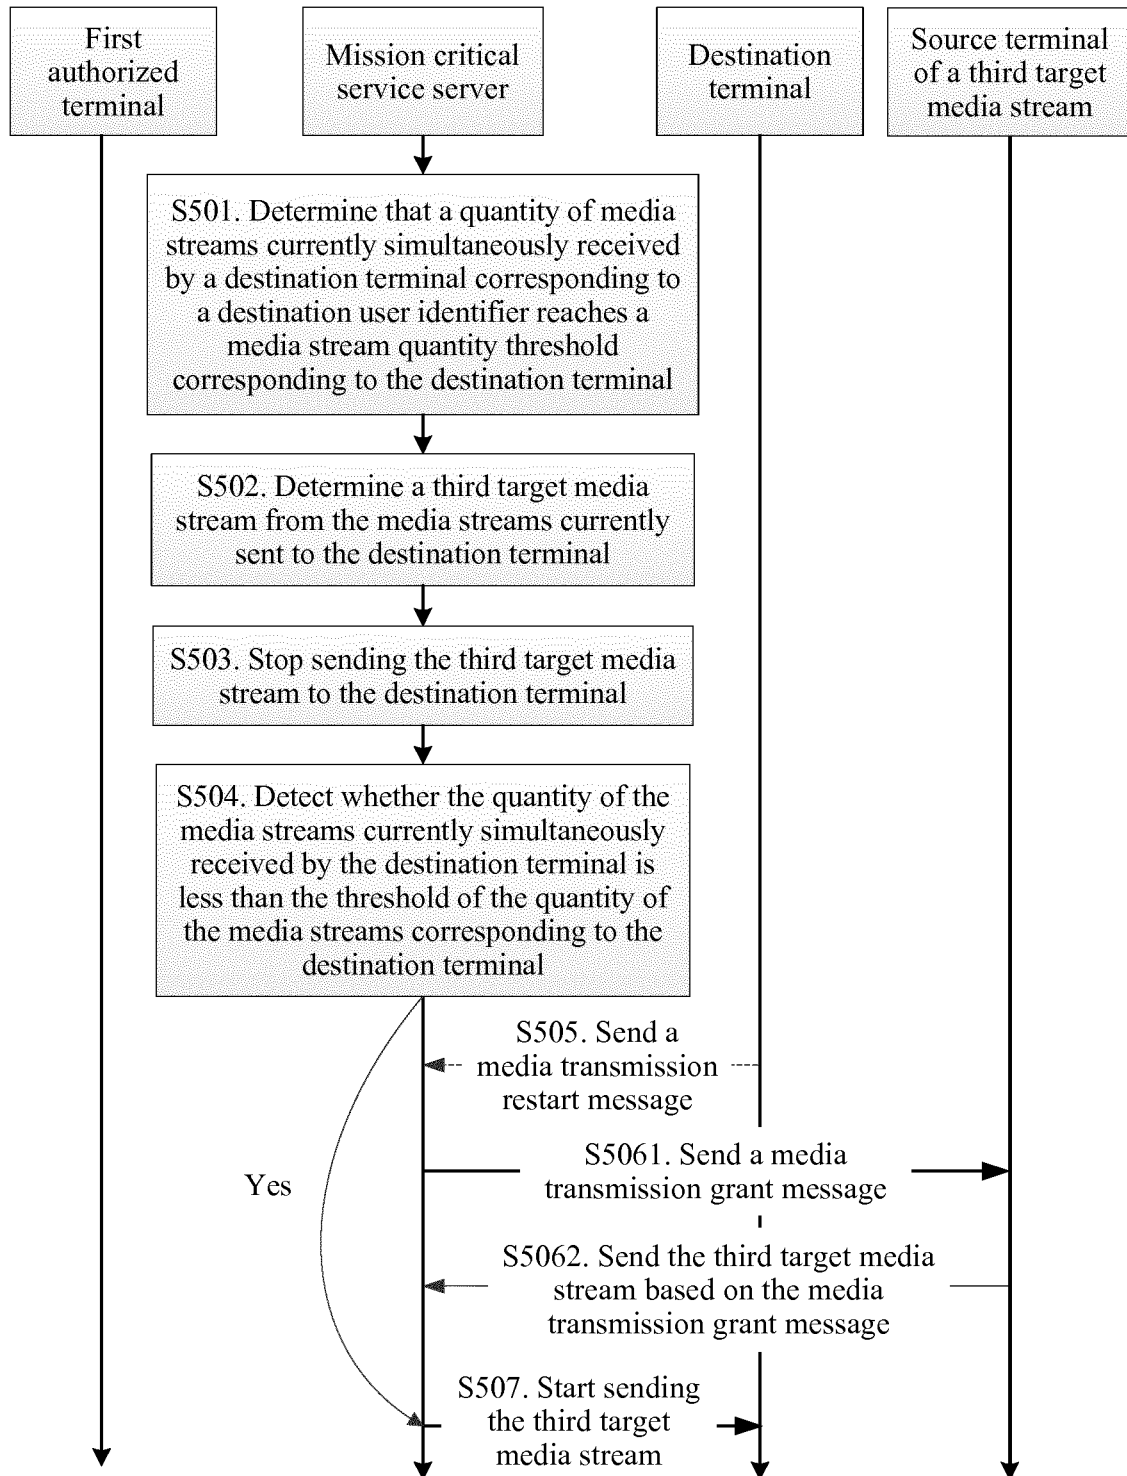 First
authorized
terminal
Mission critical
service server
Destination
terminal
Source terminal
of a third target
media stream
S501. Determine that a quantity of media
streams currently simultaneously received
by a destination terminal corresponding to
a destination user identifier reaches a
media stream quantity threshold
corresponding to the destination terminal
S502. Determine a third target media
stream from the media streams currently
sent to the destination terminal
S503. Stop sending the third target media
stream to the destination terminal
S504. Detect whether the quantity of the
media streams currently simultaneously
received by the destination terminal is
less than the threshold of the quantity of
the media streams corresponding to the
destination terminal
S505. Send a
media transmission
restart message
Yes
S5061. Send a media
transmission grant message
S5062. Send the third target media
stream based on the media
transmission grant message
S507. Start sending
the third target
media stream